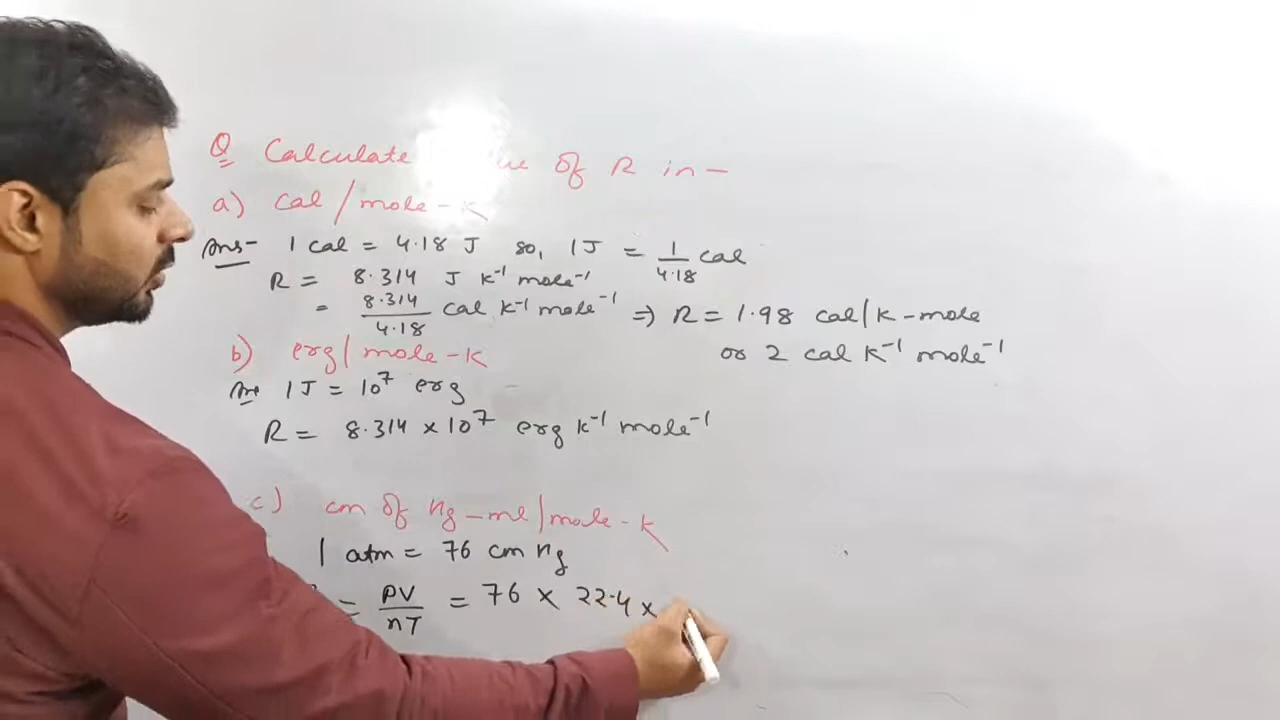 Q Calculate of R in-
a) Cal/mole-K
Ans- 1 Cal = 4.18 J so, 1J = 1/4.18 Cal
R = 8.314 J K⁻¹ mole⁻¹
= 8.314/4.18 Cal K⁻¹ mole⁻¹ => R = 1.98 cal/K-mole
or 2 cal K⁻¹ mole⁻¹
b) erg/mole-K
Ans 1J = 10⁷ erg
R = 8.314 × 10⁷ erg K⁻¹ mole⁻¹
c) cm of Hg-ml/mole-K
1 atm = 76 cm Hg
= PV/nT = 76 × 22.4 ×